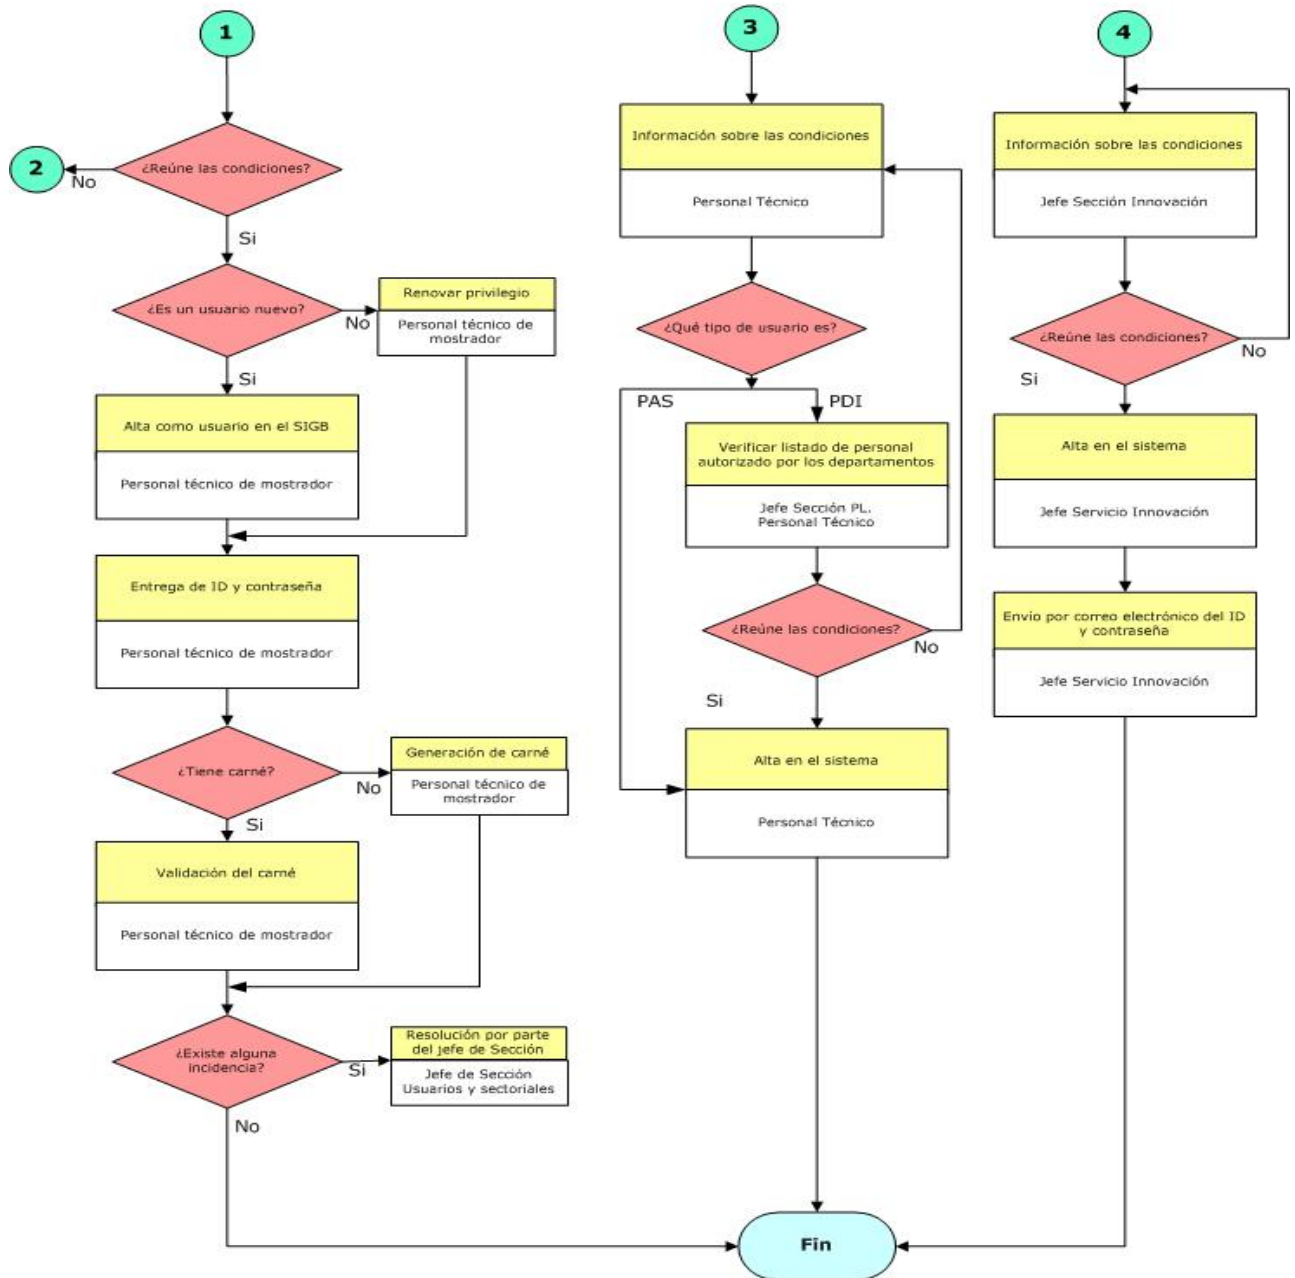 1
¿Reúne las condiciones?
2
No
Si
¿Es un usuario nuevo?
No
Renovar privilegio
Personal técnico de
mostrador
Si
Alta como usuario en el SIGB
Personal técnico de mostrador
Entrega de ID y contraseña
Personal técnico de mostrador
¿Tiene carné?
No
Generación de carné
Personal técnico de
mostrador
Si
Validación del carné
Personal técnico de mostrador
¿Existe alguna
incidencia?
Si
Resolución por parte
del jefe de Sección
Jefe de Sección
Usuarios y sectoriales
No
3
Información sobre las condiciones
Personal Técnico
¿Qué tipo de usuario es?
PAS
PDI
Verificar listado de personal
autorizado por los departamentos
Jefe Sección PL.
Personal Técnico
¿Reúne las condiciones?
No
Si
Alta en el sistema
Personal Técnico
4
Información sobre las condiciones
Jefe Sección Innovación
¿Reúne las condiciones?
No
Si
Alta en el sistema
Jefe Servicio Innovación
Envío por correo electrónico del ID
y contraseña
Jefe Servicio Innovación
Fin